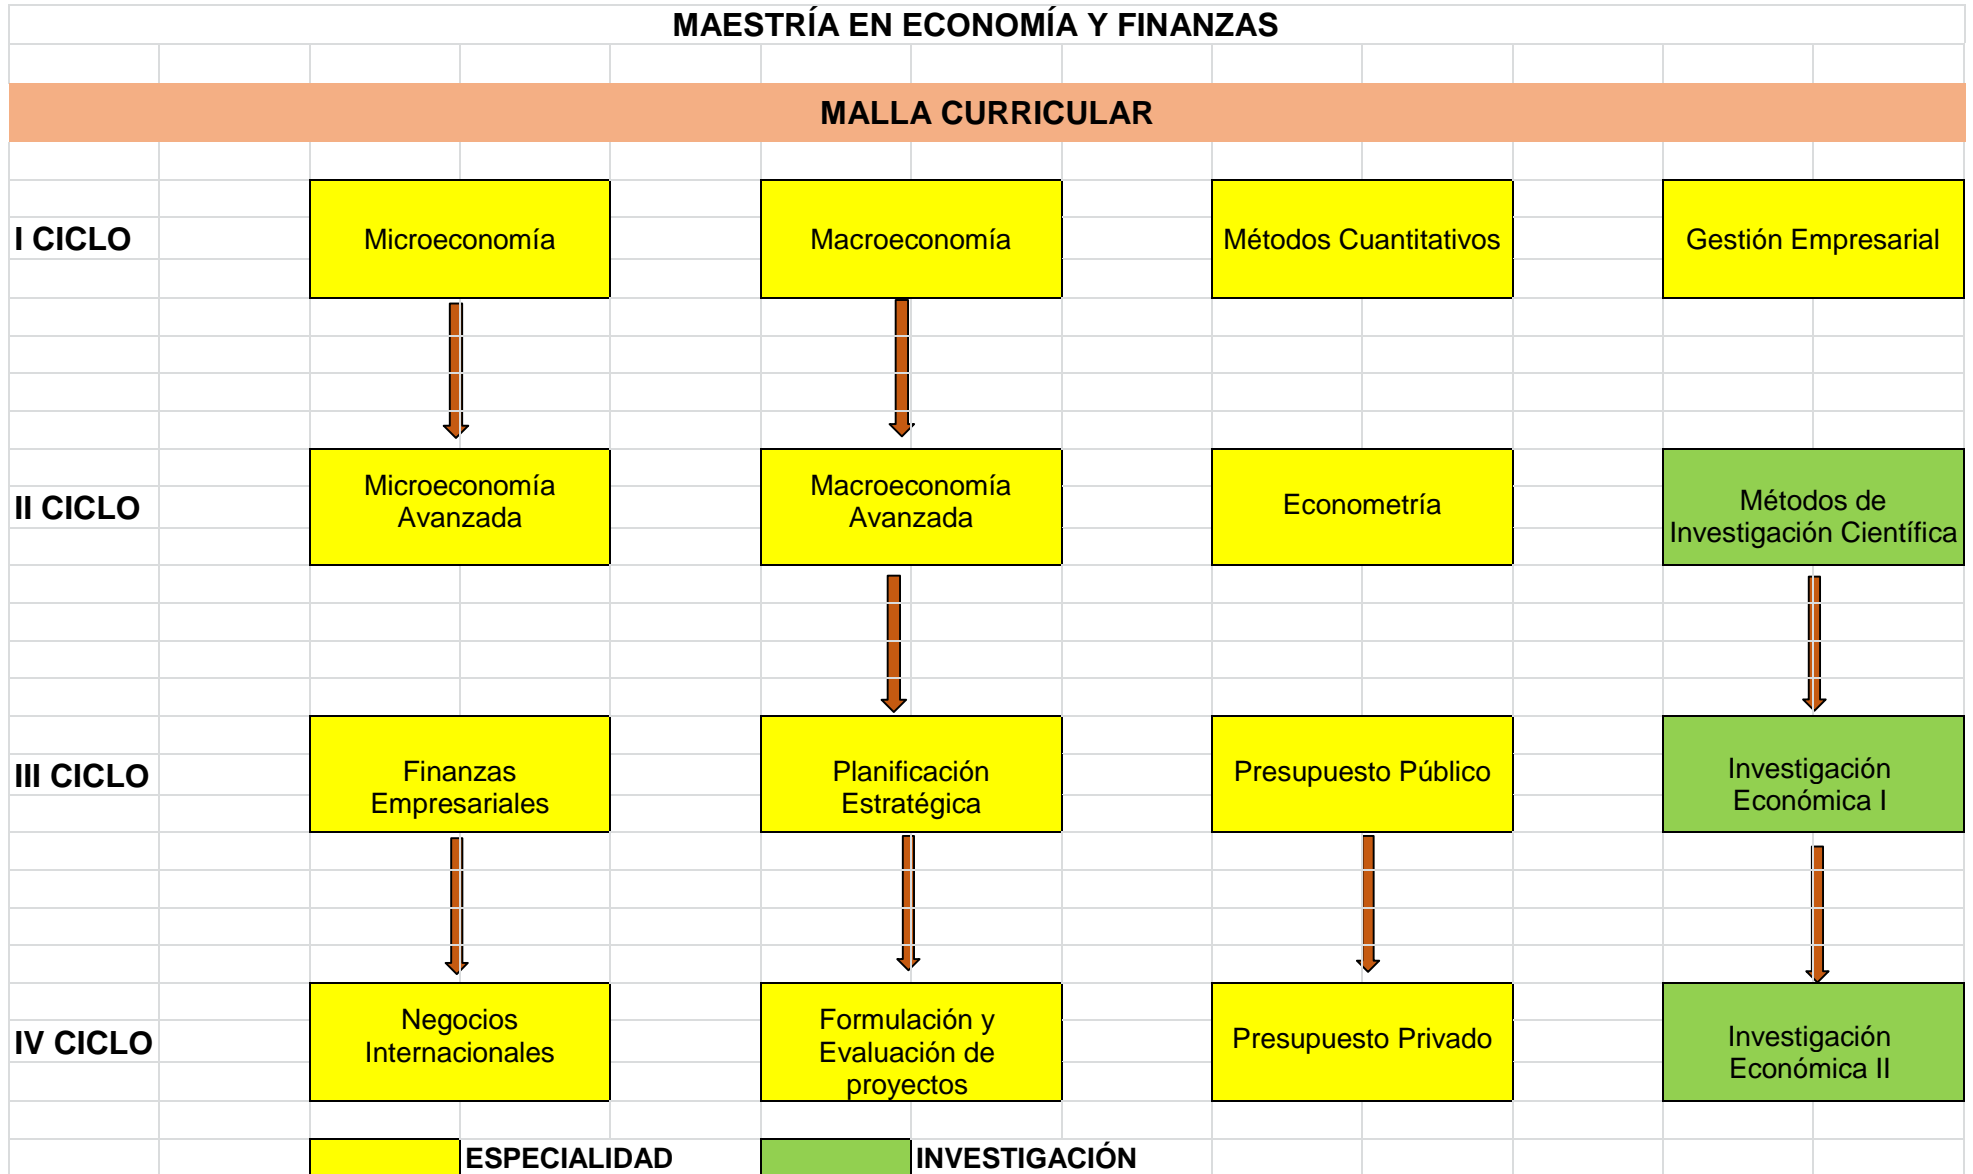 MAESTRÍA EN ECONOMÍA Y FINANZAS
MALLA CURRICULAR
I CICLO
Microeconomía
Macroeconomía
Métodos Cuantitativos
Gestión Empresarial
II CICLO
Microeconomía
Avanzada
Macroeconomía
Avanzada
Econometría
Métodos de
Investigación Científica
III CICLO
Finanzas
Empresariales
Planificación
Estratégica
Presupuesto Público
Investigación
Económica I
IV CICLO
Negocios
Internacionales
Formulación y
Evaluación de
proyectos
Presupuesto Privado
Investigación
Económica II
ESPECIALIDAD
INVESTIGACIÓN